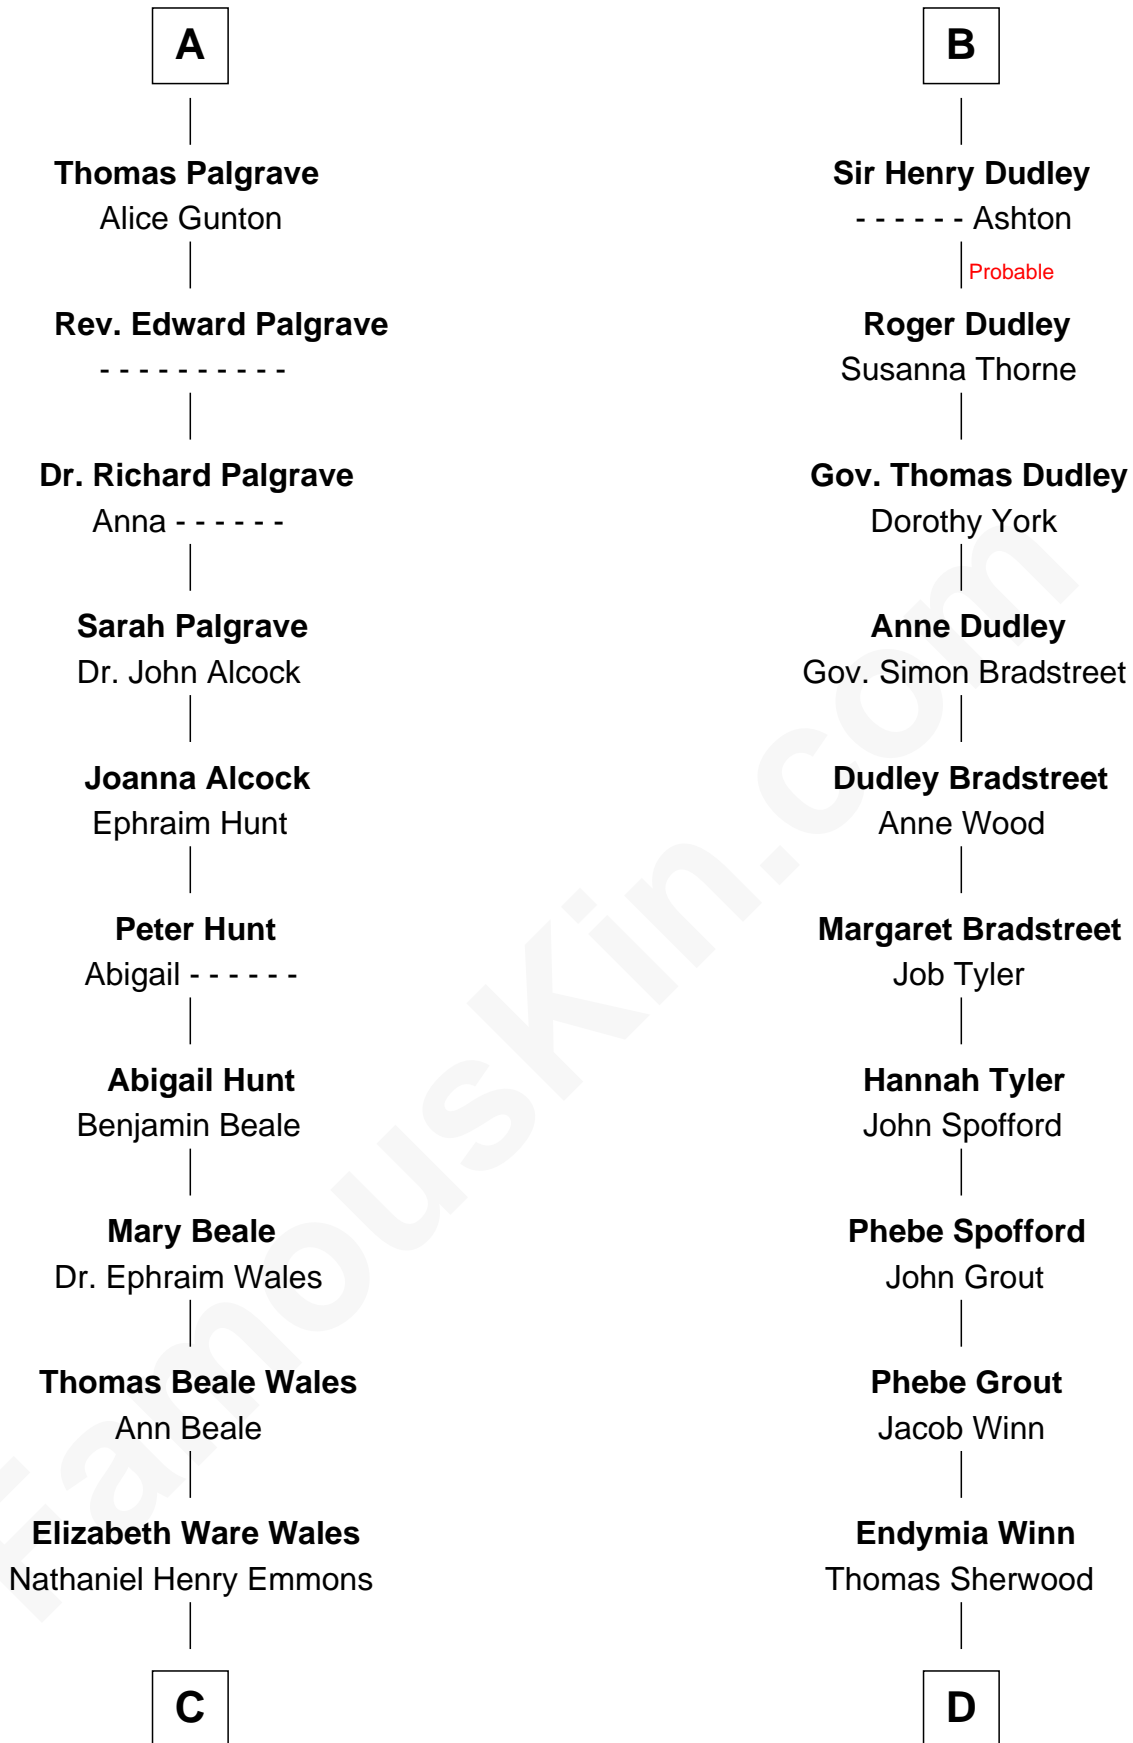 A
Thomas Palgrave
Alice Gunton
Rev. Edward Palgrave
- - - - - - - - - -
Dr. Richard Palgrave
Anna - - - - - -
Sarah Palgrave
Dr. John Alcock
Joanna Alcock
Ephraim Hunt
Peter Hunt
Abigail - - - - - -
Abigail Hunt
Benjamin Beale
Mary Beale
Dr. Ephraim Wales
Thomas Beale Wales
Ann Beale
Elizabeth Ware Wales
Nathaniel Henry Emmons
C
B
Sir Henry Dudley
- - - - - - Ashton
Probable
Roger Dudley
Susanna Thorne
Gov. Thomas Dudley
Dorothy York
Anne Dudley
Gov. Simon Bradstreet
Dudley Bradstreet
Anne Wood
Margaret Bradstreet
Job Tyler
Hannah Tyler
John Spofford
Phebe Spofford
John Grout
Phebe Grout
Jacob Winn
Endymia Winn
Thomas Sherwood
D
FamousKin.com